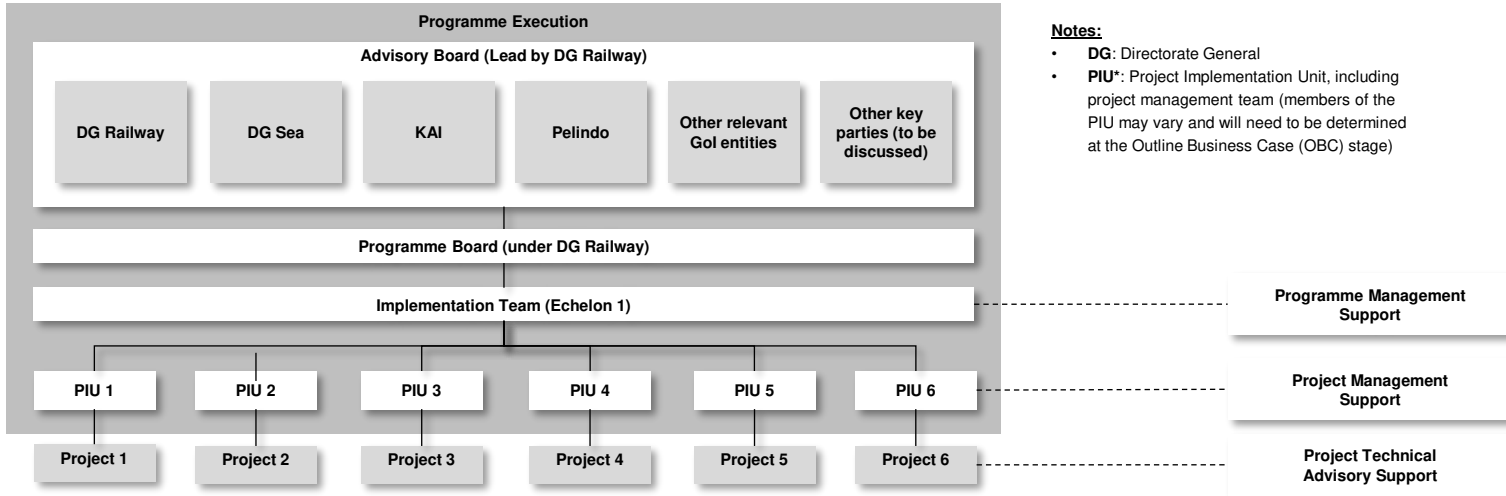 Programme Execution
Advisory Board (Lead by DG Railway)
DG Railway
DG Sea
KAI
Pelindo
Other relevant
GoI entities
Other key
parties (to be
discussed)
Programme Board (under DG Railway)
Implementation Team (Echelon 1)
PIU 1
PIU 2
PIU 3
PIU 4
PIU 5
PIU 6
Project 1
Project 2
Project 3
Project 4
Project 5
Project 6
Notes:
• DG: Directorate General
• PIU*: Project Implementation Unit, including
project management team (members of the
PIU may vary and will need to be determined
at the Outline Business Case (OBC) stage)
Programme Management
Support
Project Management
Support
Project Technical
Advisory Support